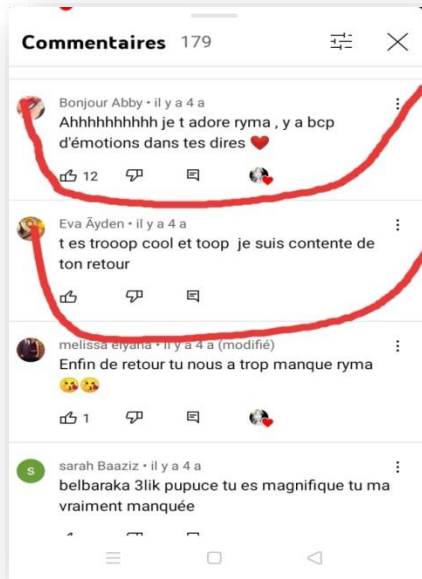 Commentaires 179
Bonjour Abby • il y a 4 a
Ahhhhhhhhhh je t adore ryma , y a bcp
d'émotions dans tes dires ❤️
12
Eva Äyden • il y a 4 a
t es trooop cool et toop je suis contente de
ton retour
melissa elyana • il y a 4 a (modifié)
Enfin de retour tu nous a trop manque ryma
😘😘
1
S
sarah Baaziz • il y a 4 a
belbaraka 3lik pupuce tu es magnifique tu ma
vraiment manquée